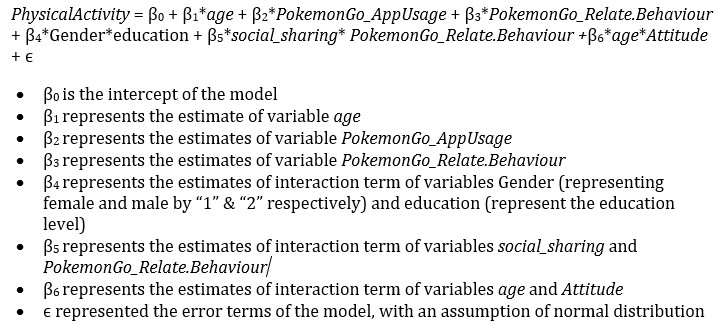 PhysicalActivity = β0 + β1*age + β2*PokemonGo_AppUsage + β3*PokemonGo_Relate.Behaviour
+ β4*Gender*education + β5*social_sharing* PokemonGo_Relate.Behaviour +β6*age*Attitude
+ ϵ
• β0 is the intercept of the model
• β1 represents the estimate of variable age
• β2 represents the estimates of variable PokemonGo_AppUsage
• β3 represents the estimates of variable PokemonGo_Relate.Behaviour
• β4 represents the estimates of interaction term of variables Gender (representing
female and male by “1” & “2” respectively) and education (represent the education
level)
• β5 represents the estimates of interaction term of variables social_sharing and
PokemonGo_Relate.Behaviour/
• β6 represents the estimates of interaction term of variables age and Attitude
• ϵ represented the error terms of the model, with an assumption of normal distribution